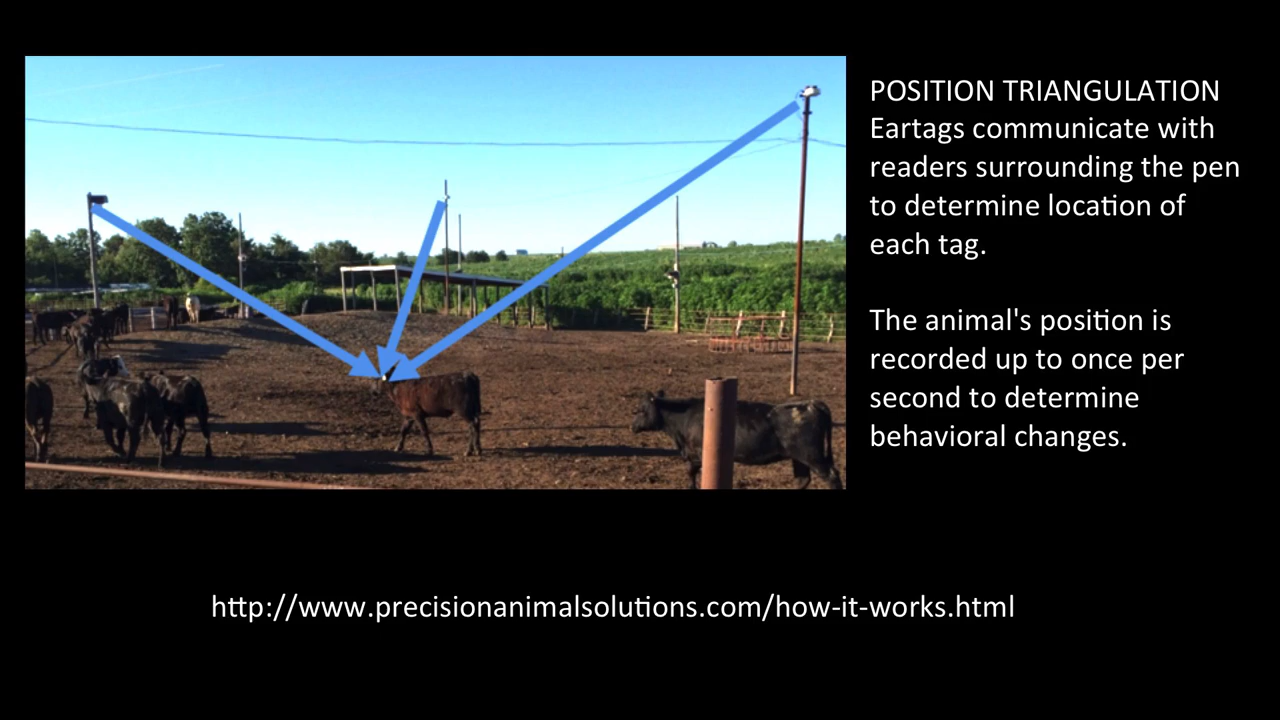 POSITION TRIANGULATION
Eartags communicate with
readers surrounding the pen
to determine location of
each tag.
The animal's position is
recorded up to once per
second to determine
behavioral changes.
http://www.precisionanimalsolutions.com/how-it-works.html